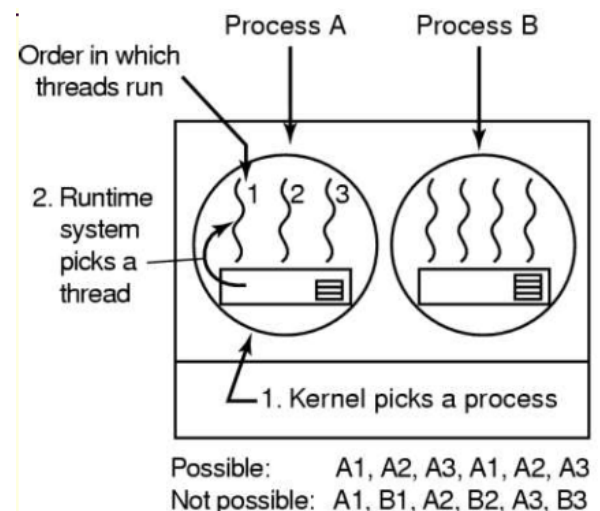 Process A
Process B
Order in which
threads run
1
2
3
2. Runtime
system
picks a
thread
1. Kernel picks a process
Possible: A1, A2, A3, A1, A2, A3
Not possible: A1, B1, A2, B2, A3, B3